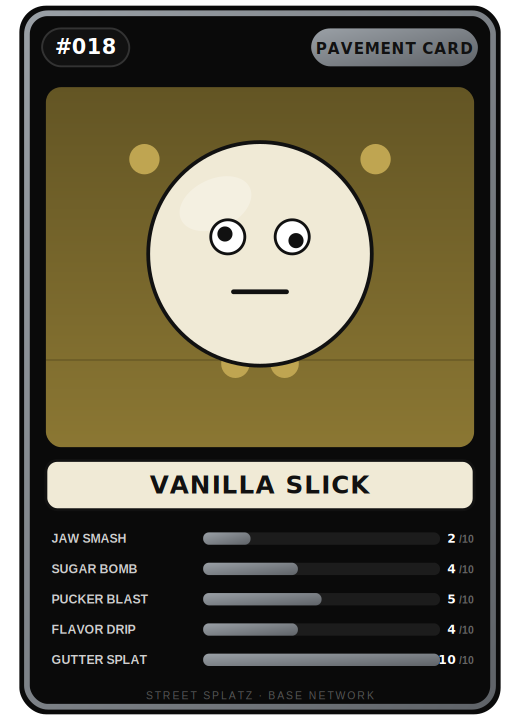 #018
PAVEMENT CARD
VANILLA SLICK
JAW SMASH 2 /10
SUGAR BOMB 4 /10
PUCKER BLAST 5 /10
FLAVOR DRIP 4 /10
GUTTER SPLAT 10 /10
STREET SPLATZ · BASE NETWORK